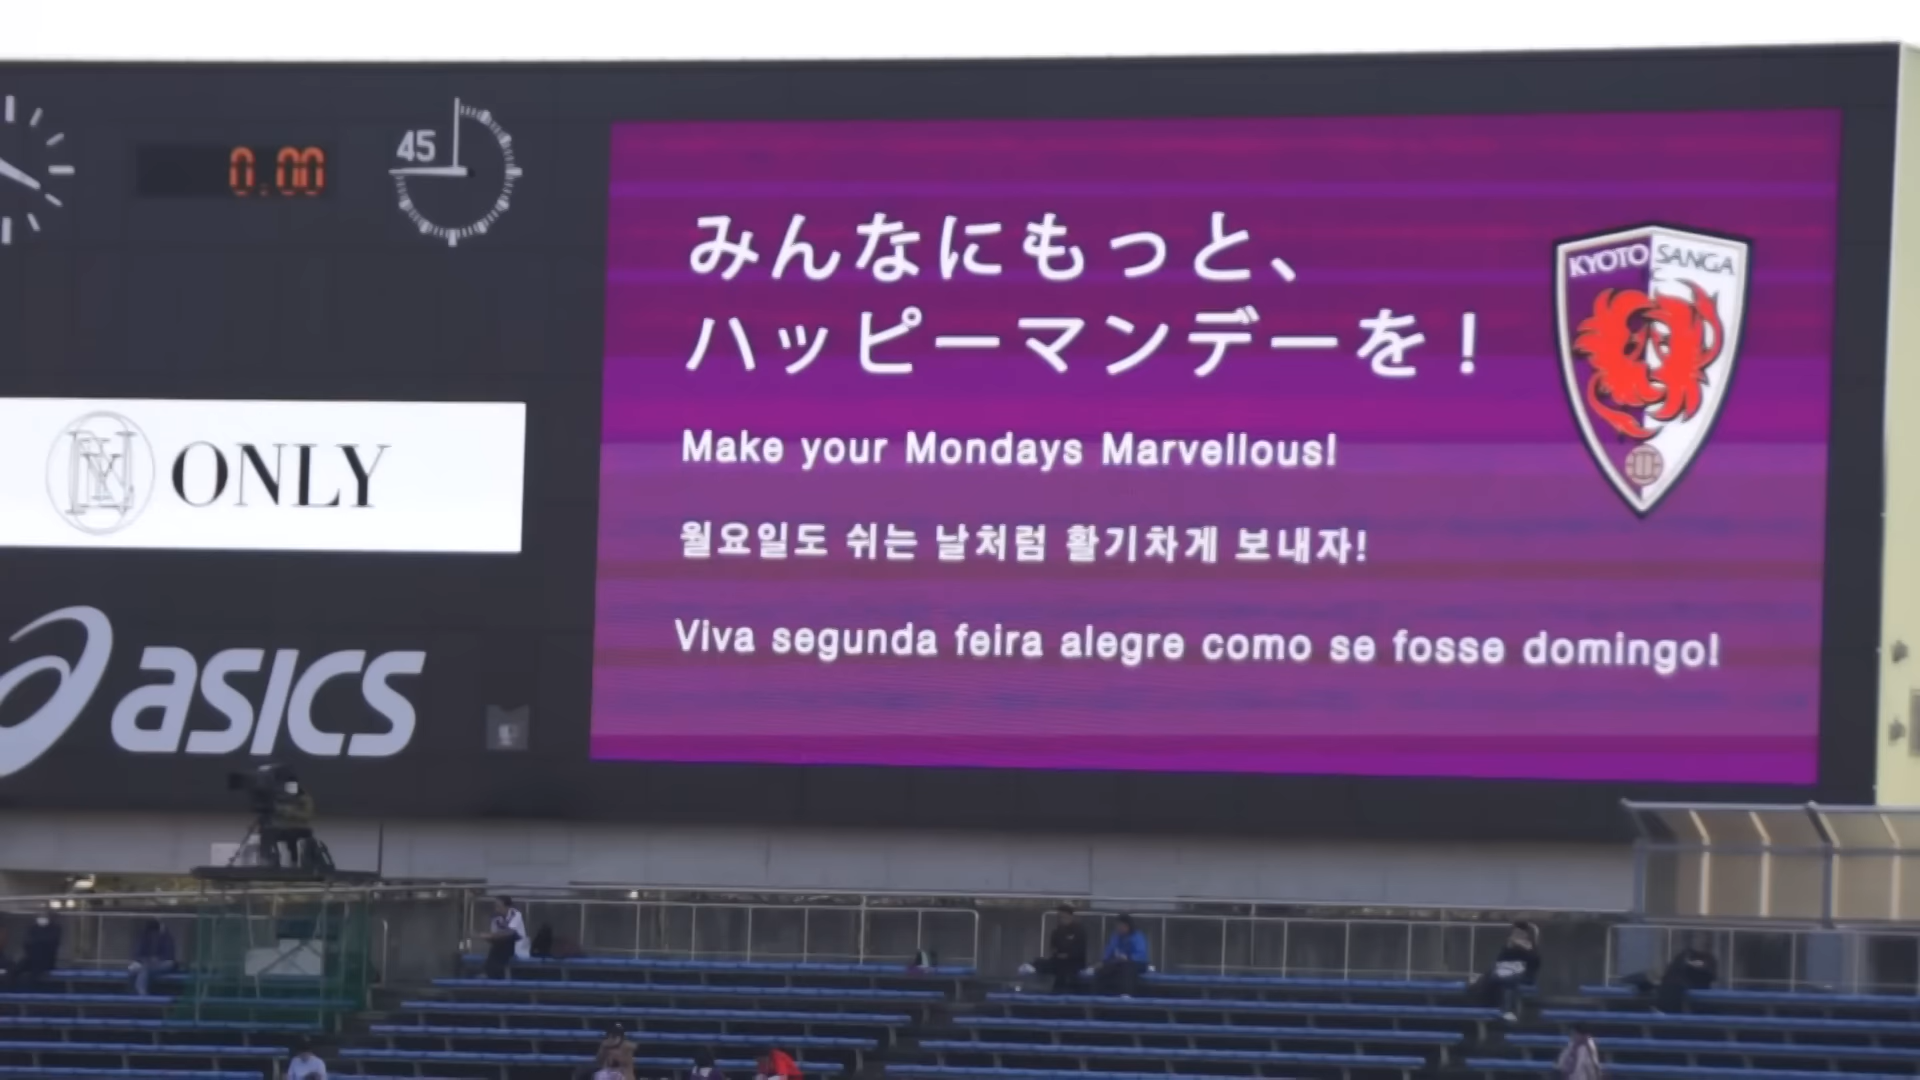 0.00
45
みんなにもっと、
ハッピーマンデーを！
KYOTO SANGA
Make your Mondays Marvellous!
ONLY
월요일도 쉬는 날처럼 활기차게 보내자!
Viva segunda feira alegre como se fosse domingo!
asics